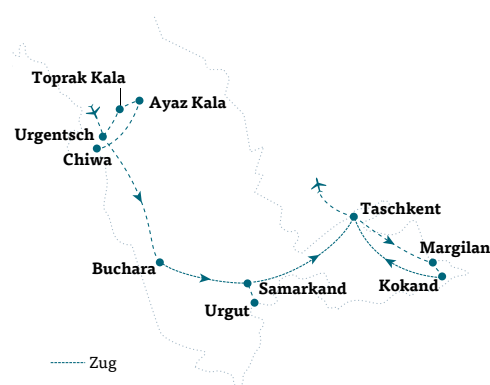 Toprak Kala
Ayaz Kala
Urgentsch
Chiwa
Taschkent
Margilan
Buchara
Kokand
Samarkand
Urgut
Zug